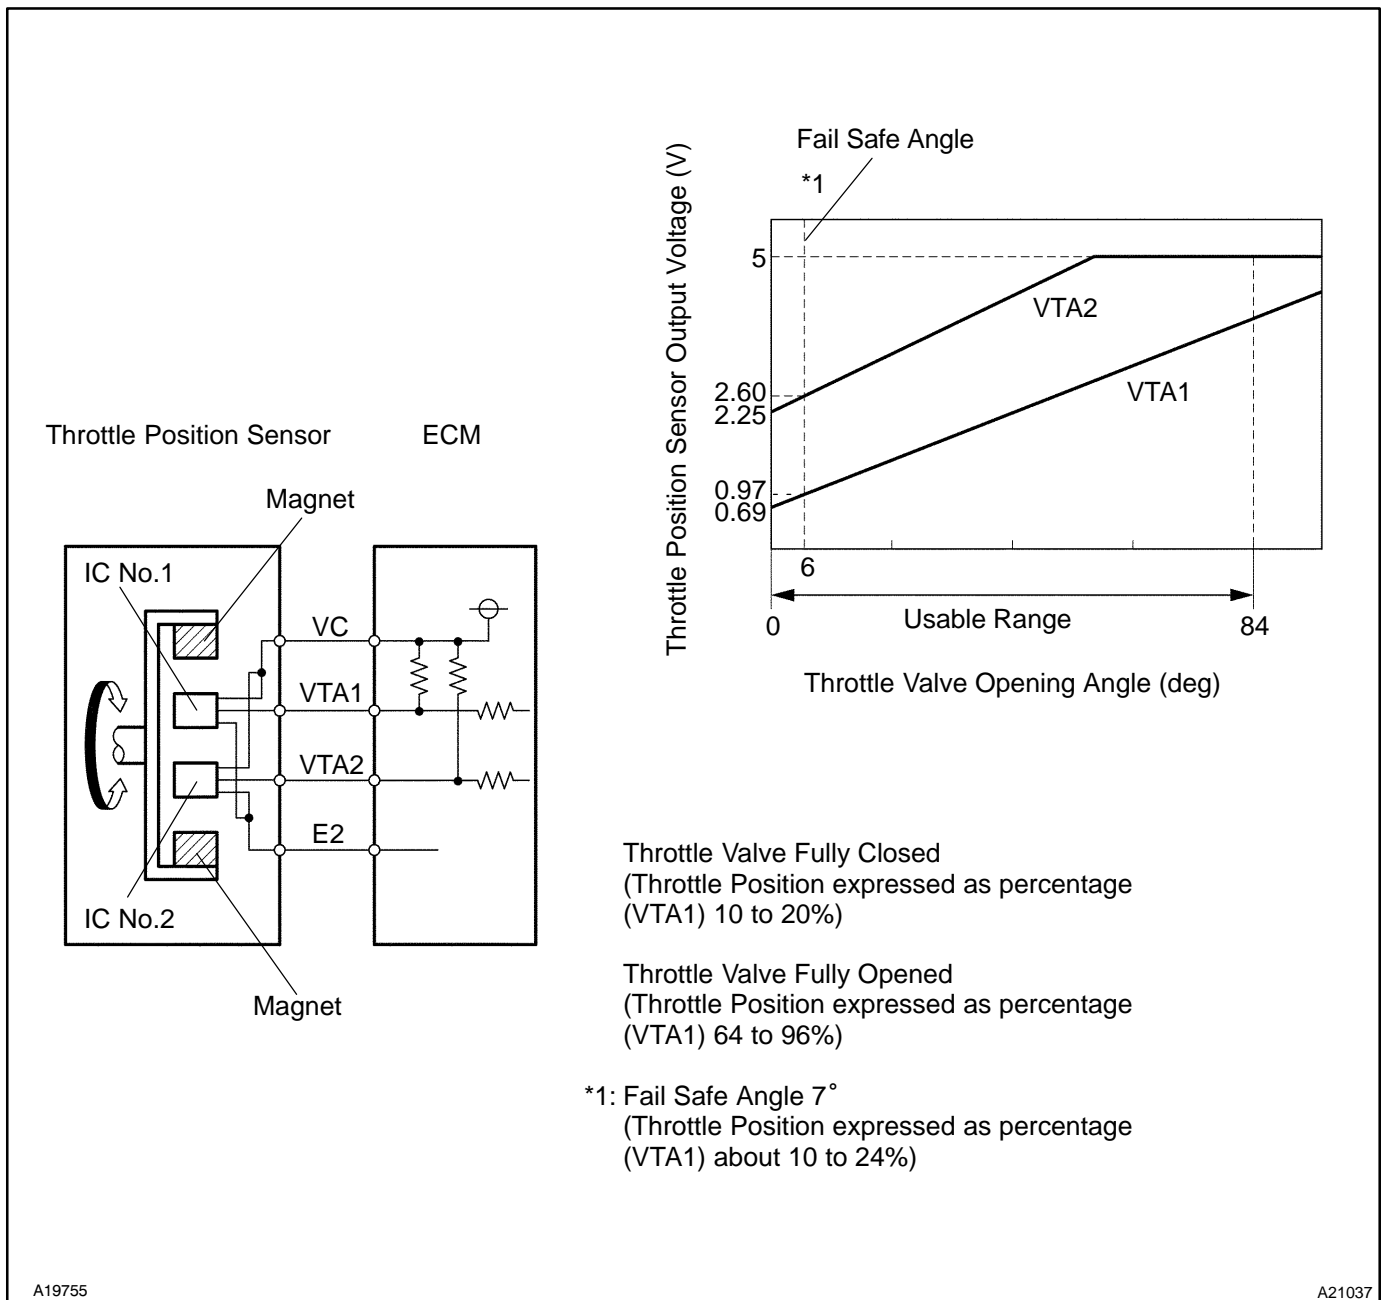 Fail Safe Angle
*1
Throttle Position Sensor Output Voltage (V)
5
VTA2
2.60
2.25
VTA1
0.97
0.69
6
Usable Range
0
84
Throttle Valve Opening Angle (deg)
Throttle Position Sensor
ECM
Magnet
IC No.1
VC
VTA1
VTA2
E2
IC No.2
Magnet
Throttle Valve Fully Closed
(Throttle Position expressed as percentage
(VTA1) 10 to 20%)
Throttle Valve Fully Opened
(Throttle Position expressed as percentage
(VTA1) 64 to 96%)
*1: Fail Safe Angle 7°
(Throttle Position expressed as percentage
(VTA1) about 10 to 24%)
A19755
A21037